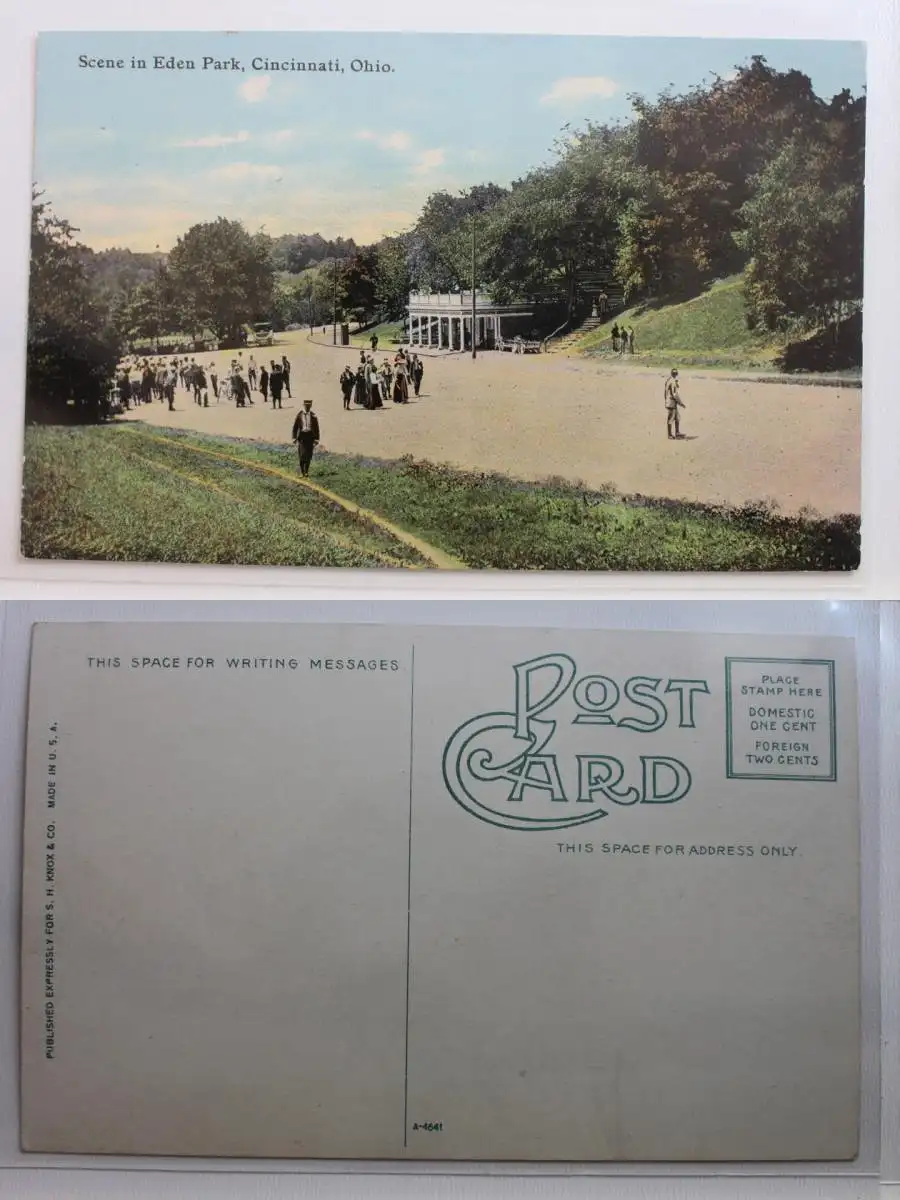 Scene in Eden Park, Cincinnati, Ohio.
THIS SPACE FOR WRITING MESSAGES
POST
CARD
PLACE
STAMP HERE
DOMESTIC
ONE CENT
FOREIGN
TWO CENTS
THIS SPACE FOR ADDRESS ONLY.
PUBLISHED EXPRESSLY FOR S. H. KNOX & CO. MADE IN U. S. A.
A-4641